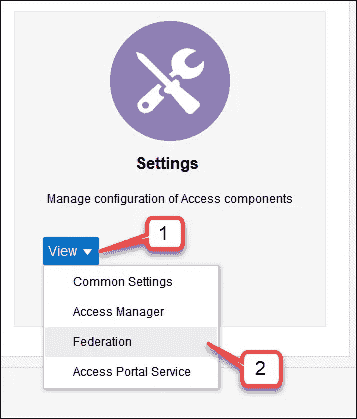 Settings
Manage configuration of Access components
View
1
Common Settings
Access Manager
Federation
2
Access Portal Service